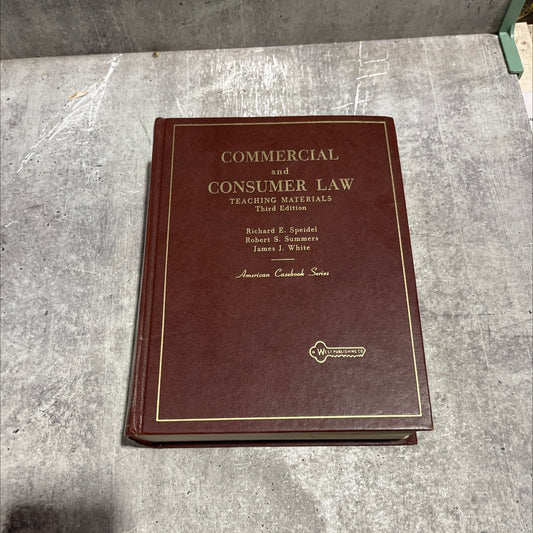 COMMERCIAL
and
CONSUMER LAW
TEACHING MATERIALS
Third Edition
Richard E. Speidel
Robert S. Summers
James J. White
American Casebook Series
WEST PUBLISHING CO.